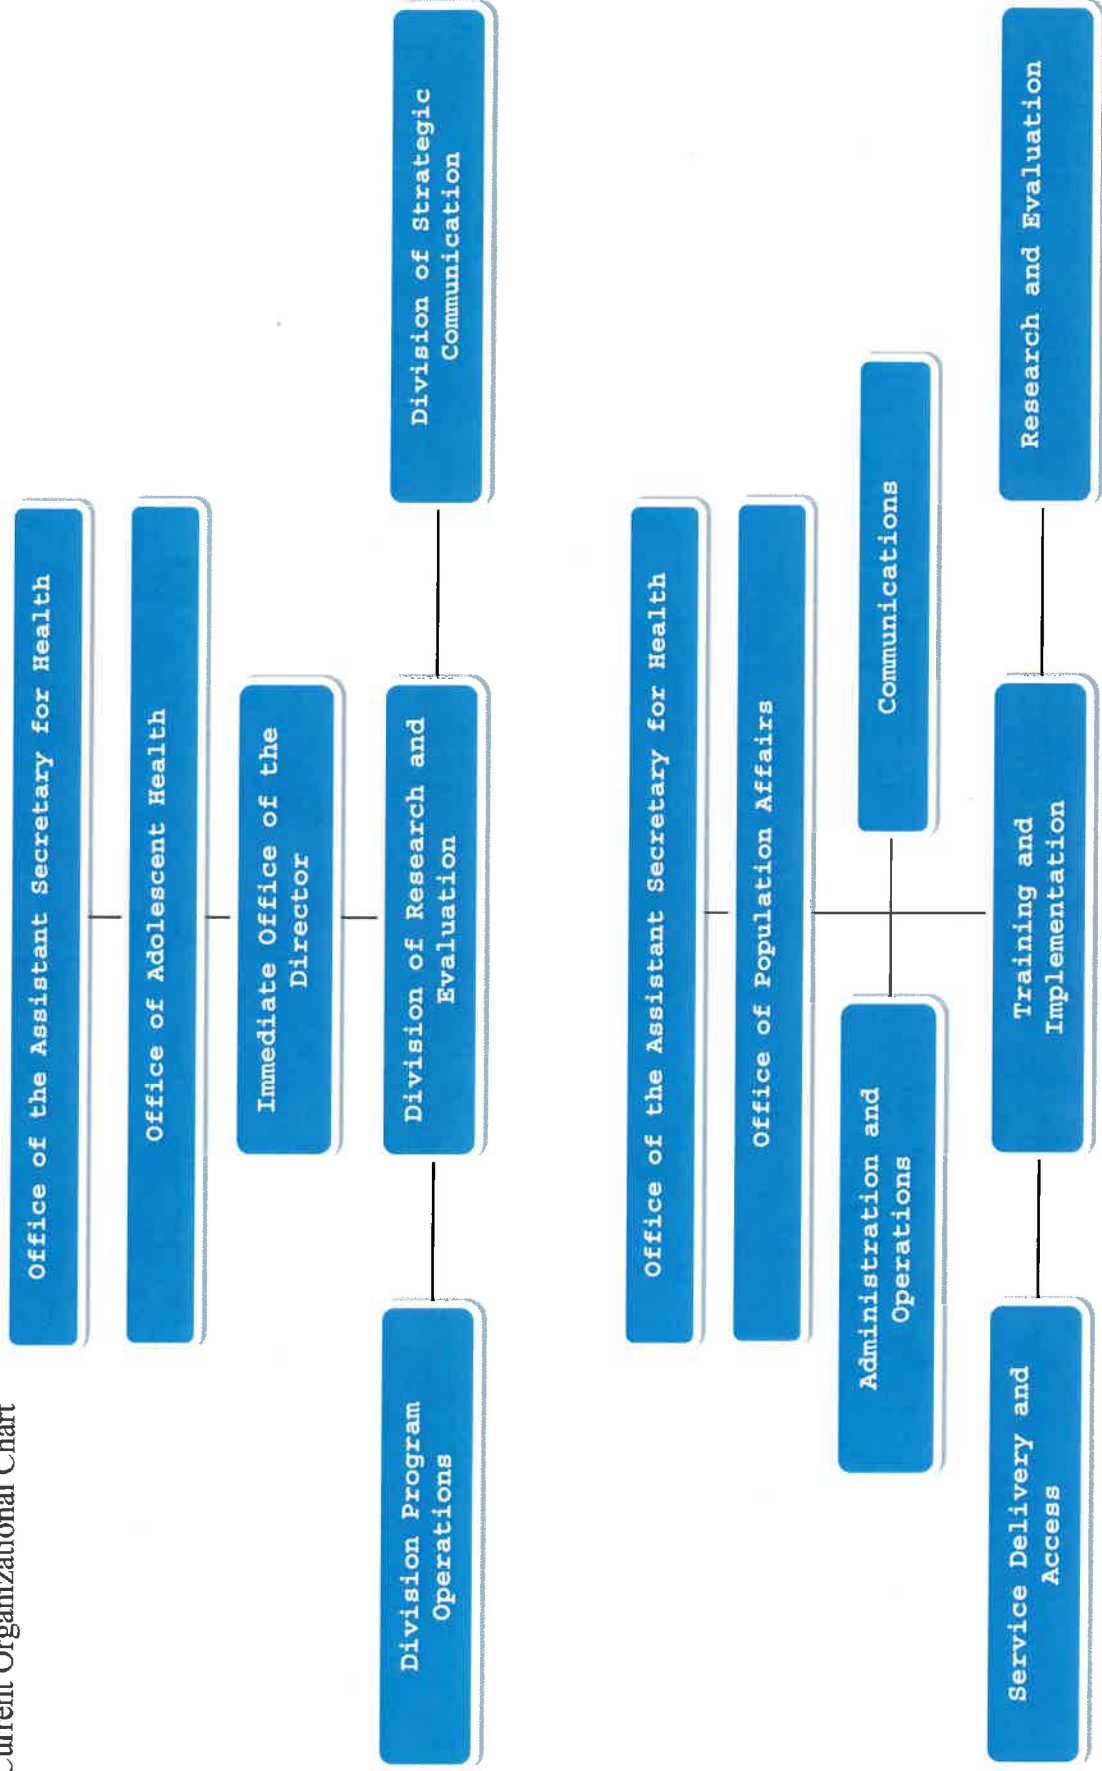 Current Organizational Chart
Office of the Assistant Secretary for Health
Office of Adolescent Health
Immediate Office of the
Director
Division Program
Operations
Division of Research and
Evaluation
Division of Strategic
Communication
Office of the Assistant Secretary for Health
Office of Population Affairs
Administration and
Operations
Communications
Service Delivery and
Access
Training and
Implementation
Research and Evaluation